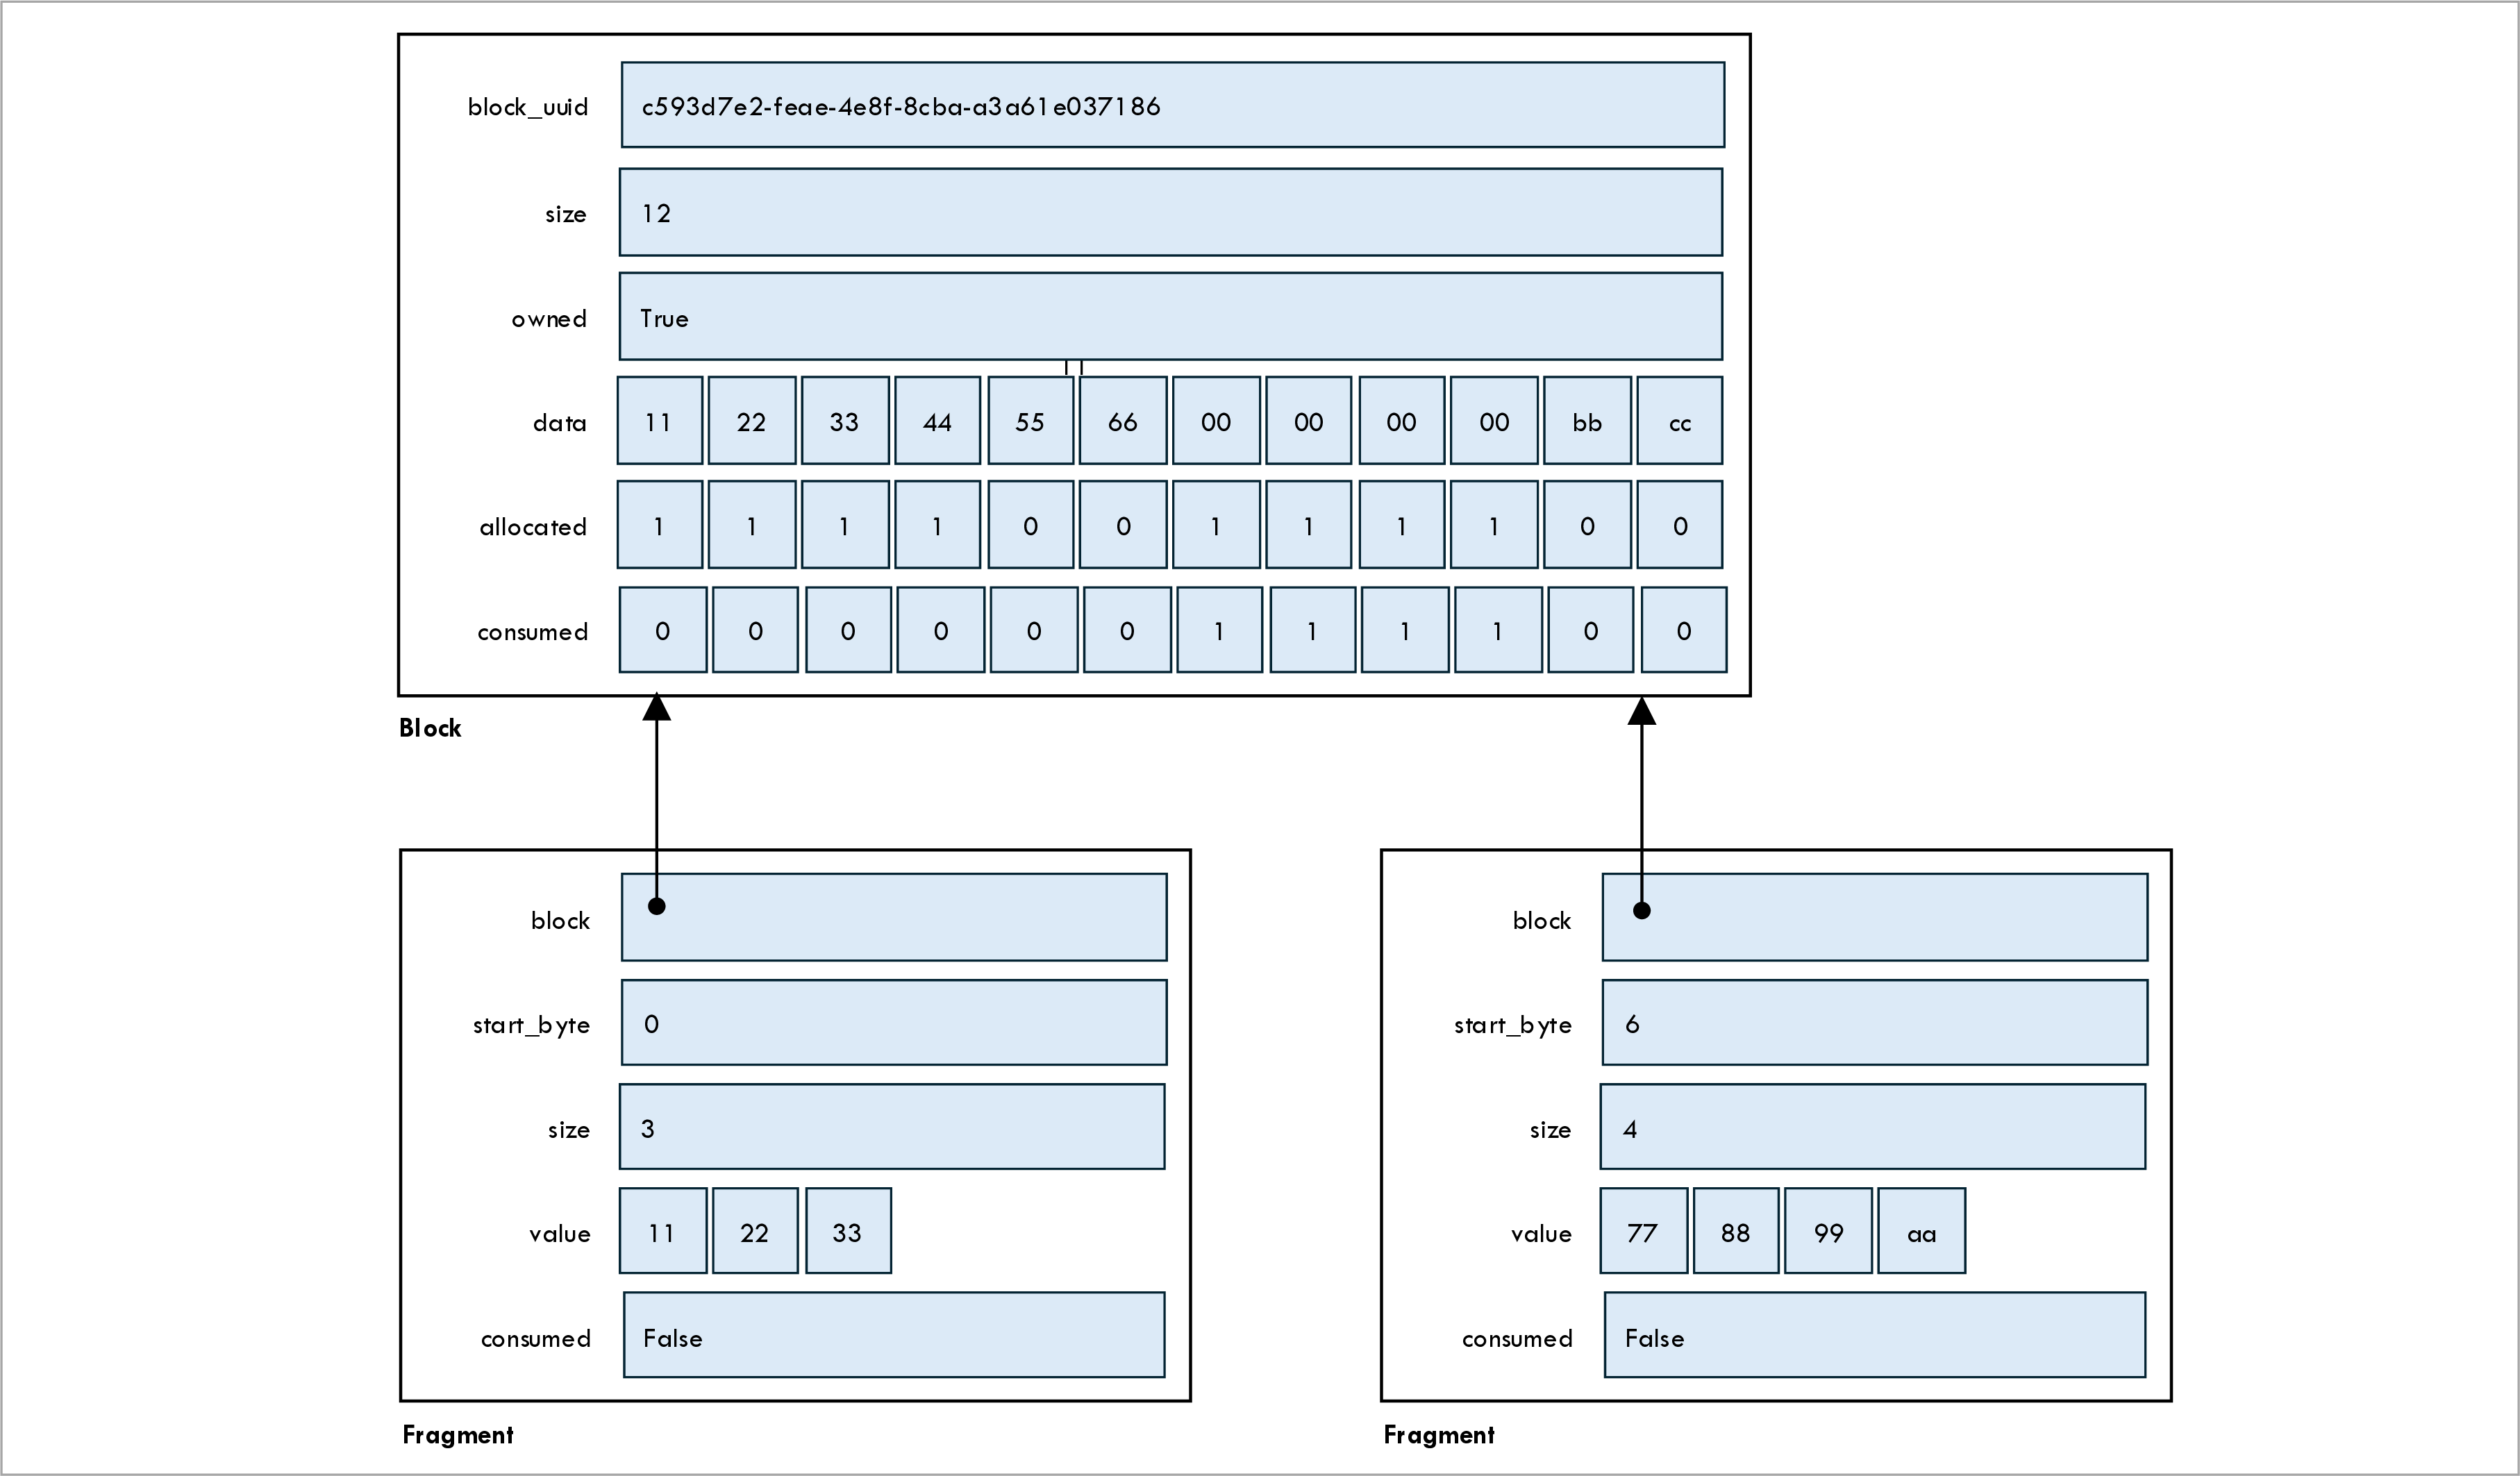 block_uuid c593d7e2-feae-4e8f-8cba-a3a61e037186
size 12
owned True
data 11 22 33 44 55 66 00 00 00 00 bb cc
allocated 1 1 1 1 0 0 1 1 1 1 0 0
consumed 0 0 0 0 0 0 1 1 1 1 0 0
Block
block
start_byte 0
size 3
value 11 22 33
consumed False
Fragment
block
start_byte 6
size 4
value 77 88 99 aa
consumed False
Fragment